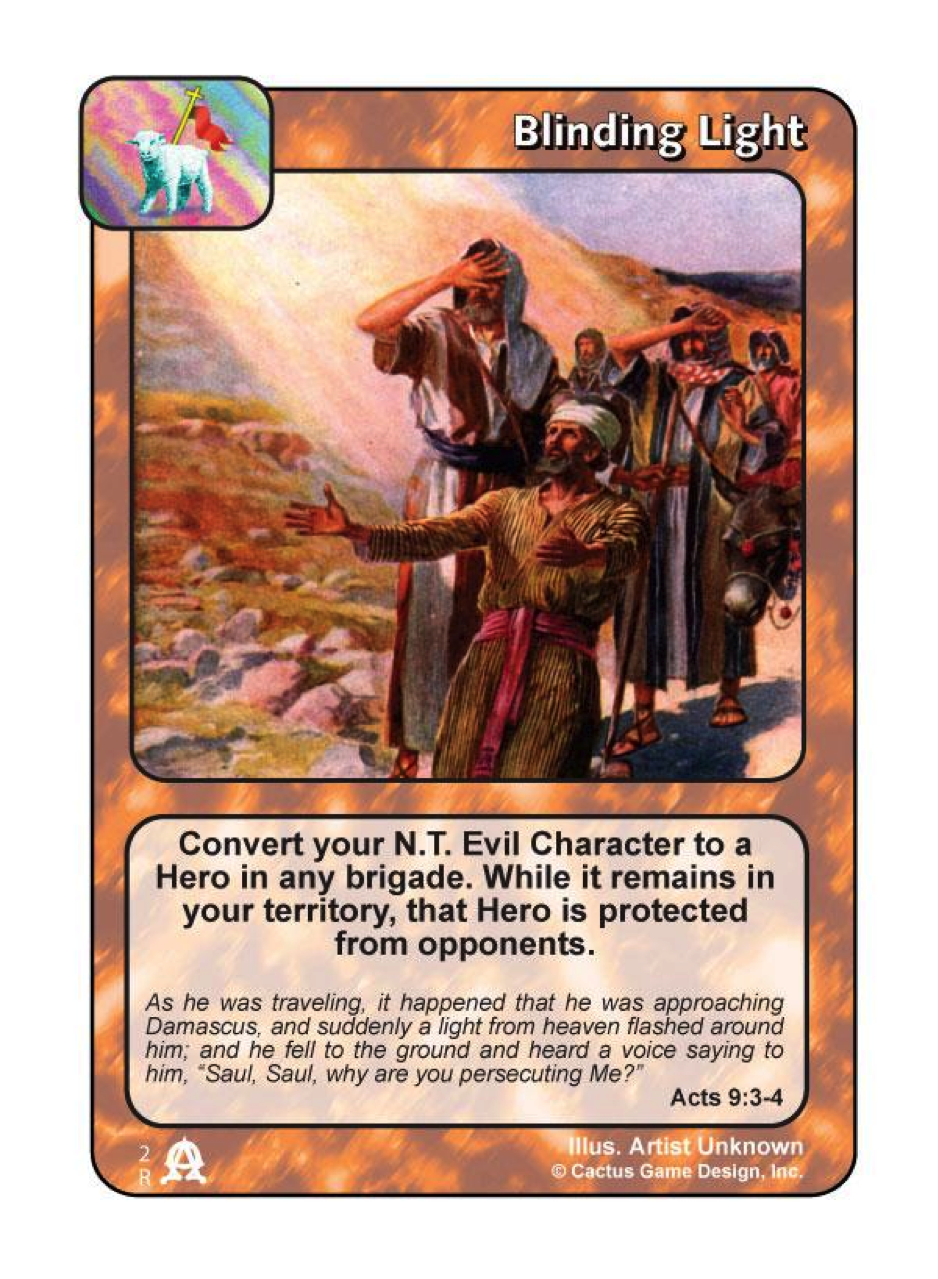 Blinding Light
Convert your N.T. Evil Character to a
Hero in any brigade. While it remains in
your territory, that Hero is protected
from opponents.
As he was traveling, it happened that he was approaching
Damascus, and suddenly a light from heaven flashed around
him; and he fell to the ground and heard a voice saying to
him, “Saul, Saul, why are you persecuting Me?”
Acts 9:3-4
2
R
Illus. Artist Unknown
© Cactus Game Design, Inc.